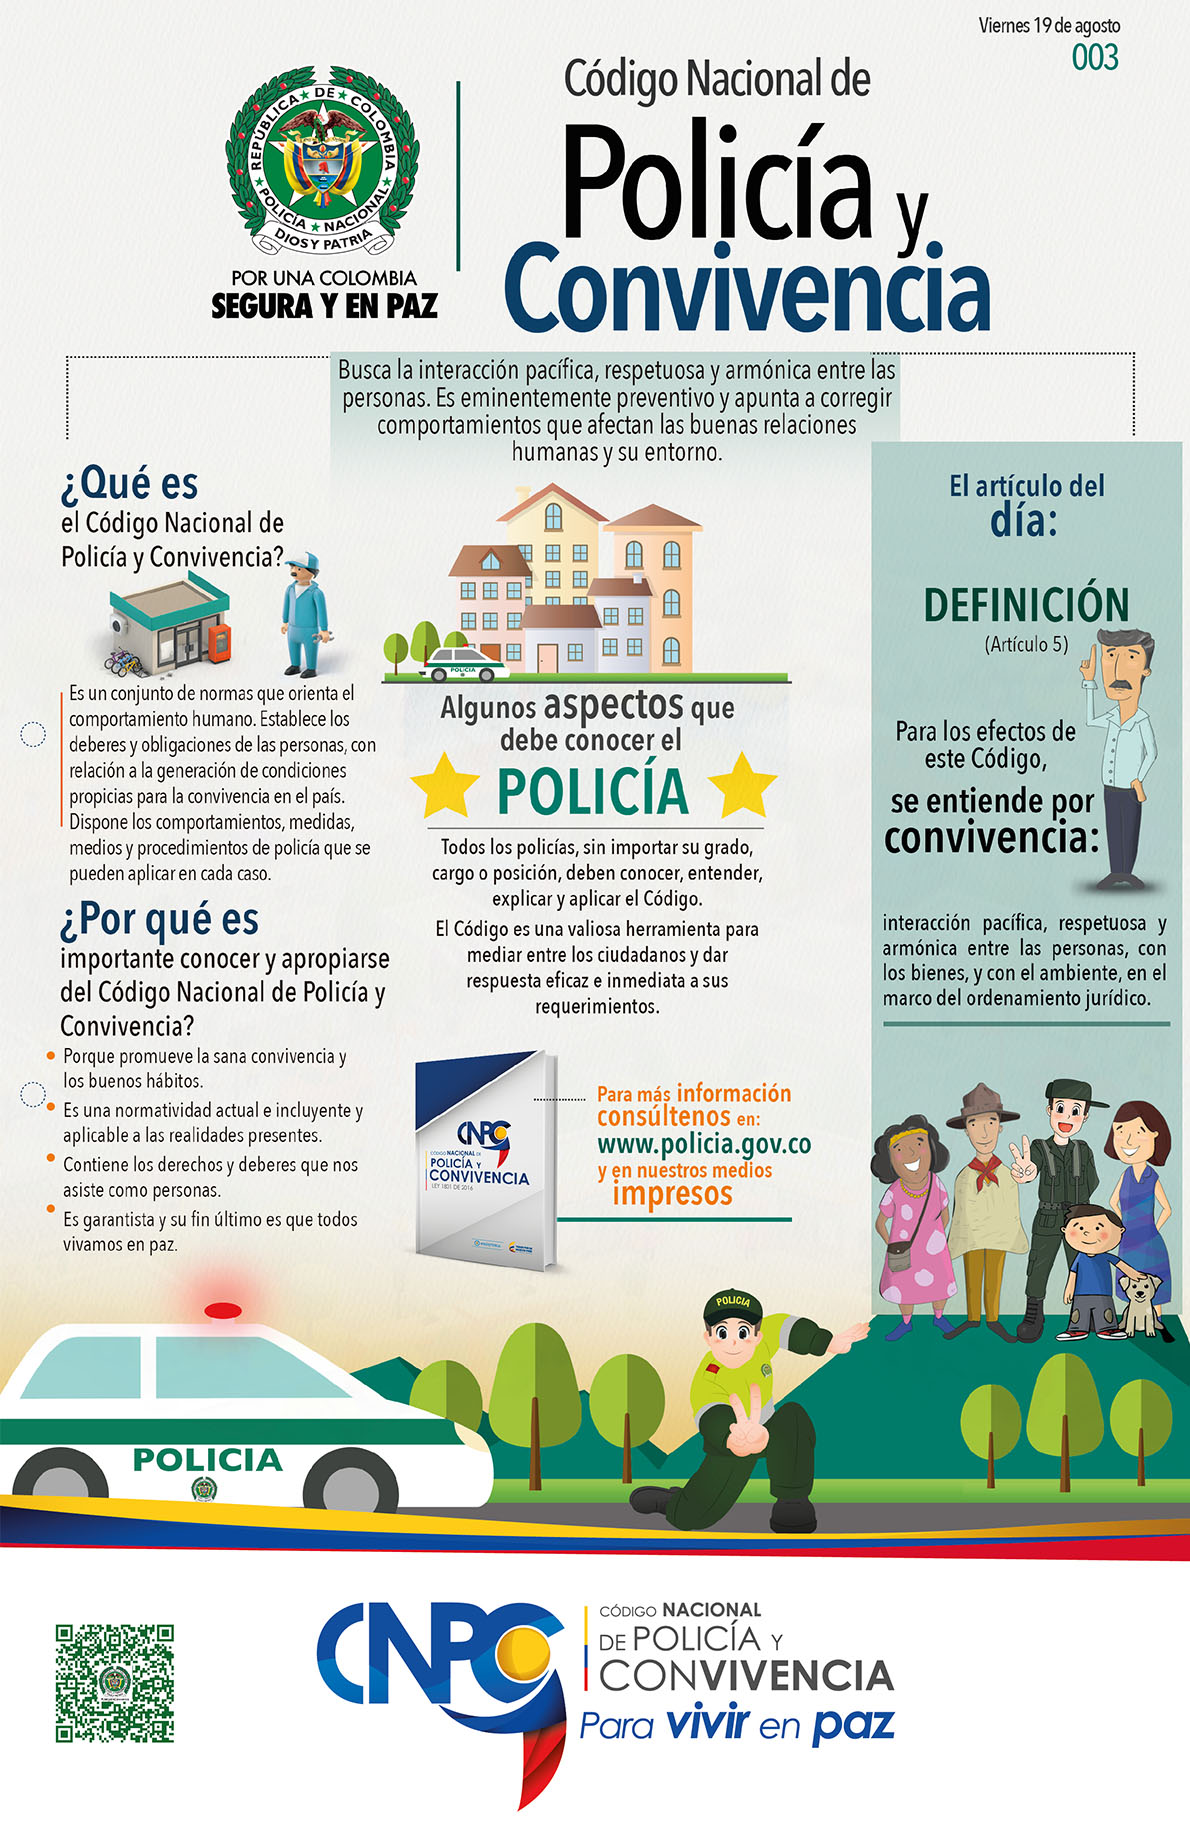 Viernes 19 de agosto
003
REPÚBLICA DE COLOMBIA
POLICÍA NACIONAL
DIOS Y PATRIA
POR UNA COLOMBIA
SEGURA Y EN PAZ
Código Nacional de
Policía y
Convivencia
Busca la interacción pacífica, respetuosa y armónica entre las
personas. Es eminentemente preventivo y apunta a corregir
comportamientos que afectan las buenas relaciones
humanas y su entorno.
¿Qué es
el Código Nacional de
Policía y Convivencia?
Es un conjunto de normas que orienta el
comportamiento humano. Establece los
deberes y obligaciones de las personas, con
relación a la generación de condiciones
propicias para la convivencia en el país.
Dispone los comportamientos, medidas,
medios y procedimientos de policía que se
pueden aplicar en cada caso.
¿Por qué es
importante conocer y apropiarse
del Código Nacional de Policía y
Convivencia?
Porque promueve la sana convivencia y
los buenos hábitos.
Es una normatividad actual e incluyente y
aplicable a las realidades presentes.
Contiene los derechos y deberes que nos
asiste como personas.
Es garantista y su fin último es que todos
vivamos en paz.
POLICIA
Algunos aspectos que
debe conocer el
POLICÍA
Todos los policías, sin importar su grado,
cargo o posición, deben conocer, entender,
explicar y aplicar el Código.
El Código es una valiosa herramienta para
mediar entre los ciudadanos y dar
respuesta eficaz e inmediata a sus
requerimientos.
CNPC
CÓDIGO NACIONAL DE
POLICÍA Y
CONVIVENCIA
LEY 1801 DE 2016
Para más información
consúltenos en:
www.policia.gov.co
y en nuestros medios
impresos
El artículo del
día:
DEFINICIÓN
(Artículo 5)
Para los efectos de
este Código,
se entiende por
convivencia:
interacción pacífica, respetuosa y
armónica entre las personas, con
los bienes, y con el ambiente, en el
marco del ordenamiento jurídico.
POLICIA
POLICIA
CNPC
CÓDIGO NACIONAL
DE POLICÍA Y
CONVIVENCIA
Para vivir en paz